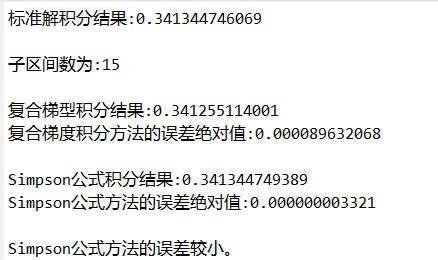 标准解积分结果:0.341344746069
子区间数为:15
复合梯型积分结果:0.341255114001
复合梯度积分方法的误差绝对值:0.000089632068
Simpson公式积分结果:0.341344749389
Simpson公式方法的误差绝对值:0.000000003321
Simpson公式方法的误差较小。